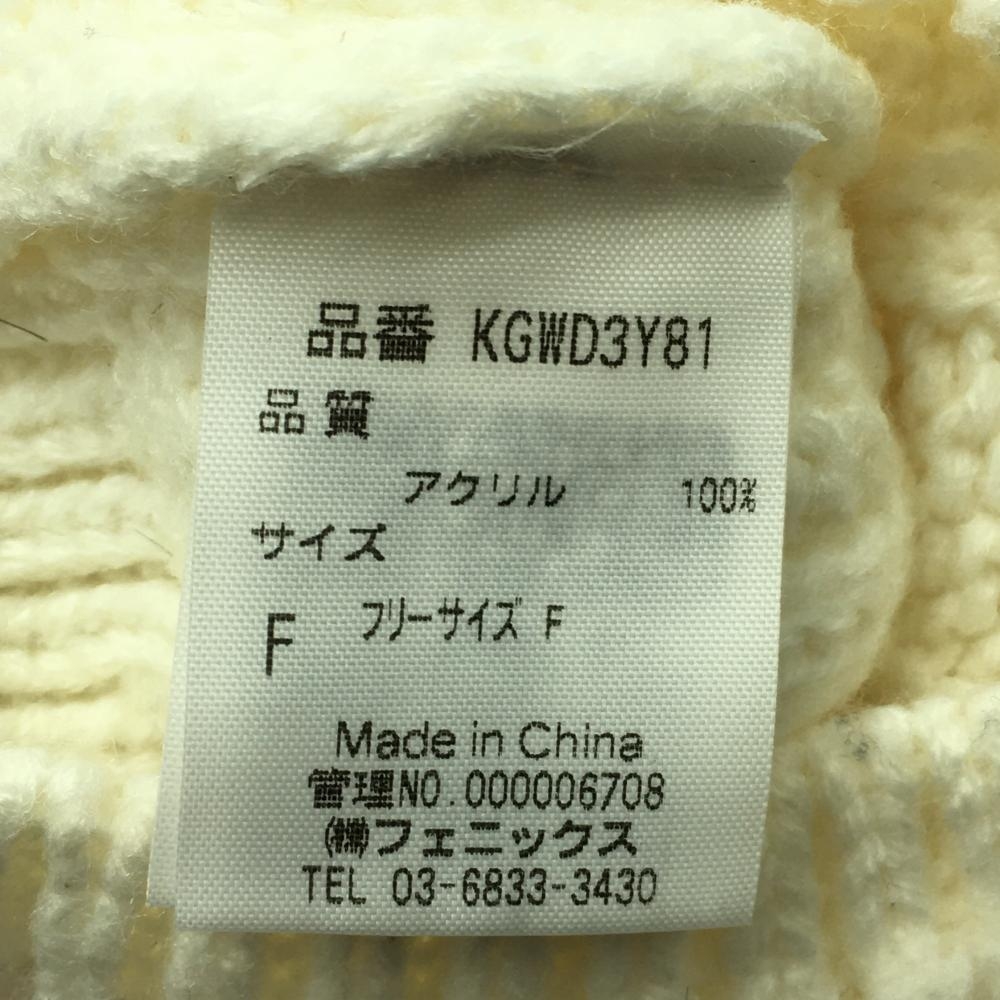 品番 KGWD3Y81
品質
アクリル 100%
サイズ
F フリーサイズ F
Made in China
管理NO.000006708
㈱フェニックス
TEL 03-6833-3430